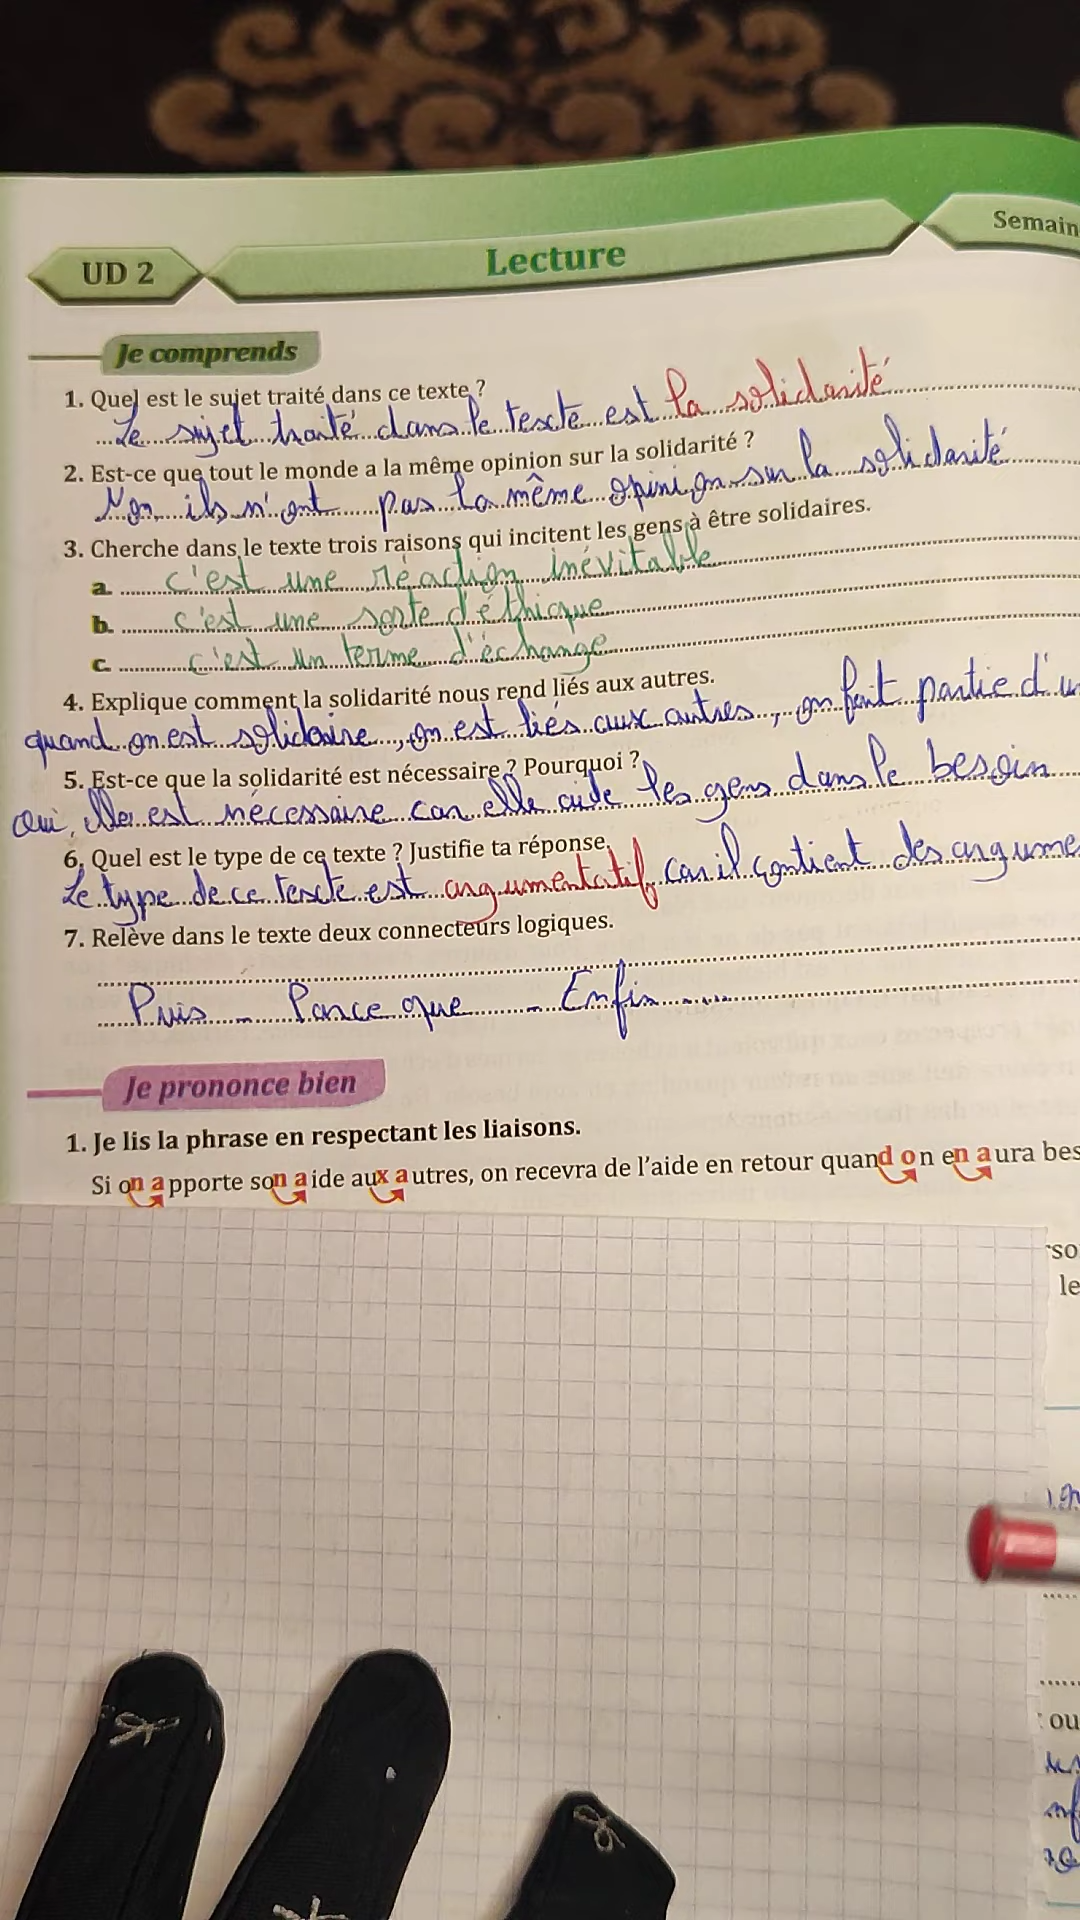 Semain
UD 2
Lecture
Je comprends
1. Quel est le sujet traité dans ce texte ?
Le sujet traité dans le texte est la solidarité
2. Est-ce que tout le monde a la même opinion sur la solidarité ?
Non, ils n'ont pas la même opinion sur la solidarité
3. Cherche dans le texte trois raisons qui incitent les gens à être solidaires.
a. c'est une réaction inévitable
b. c'est une sorte d'éthique
c. c'est un terme d'échange
4. Explique comment la solidarité nous rend liés aux autres.
quand on est solidaire, on est liés aux autres, on fait partie d'u
5. Est-ce que la solidarité est nécessaire ? Pourquoi ?
oui, elle est nécessaire car elle aide les gens dans le besoin
6. Quel est le type de ce texte ? Justifie ta réponse.
Le type de ce texte est argumentatif car il contient des argume
7. Relève dans le texte deux connecteurs logiques.
Puis - Parce que - Enfin
Je prononce bien
1. Je lis la phrase en respectant les liaisons.
Si on apporte son aide aux autres, on recevra de l'aide en retour quand on en aura bes
so
le
ou